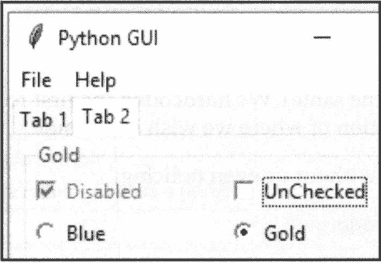 Python GUI
File Help
Tab 1 Tab 2
Gold
Disabled UnChecked
Blue Gold